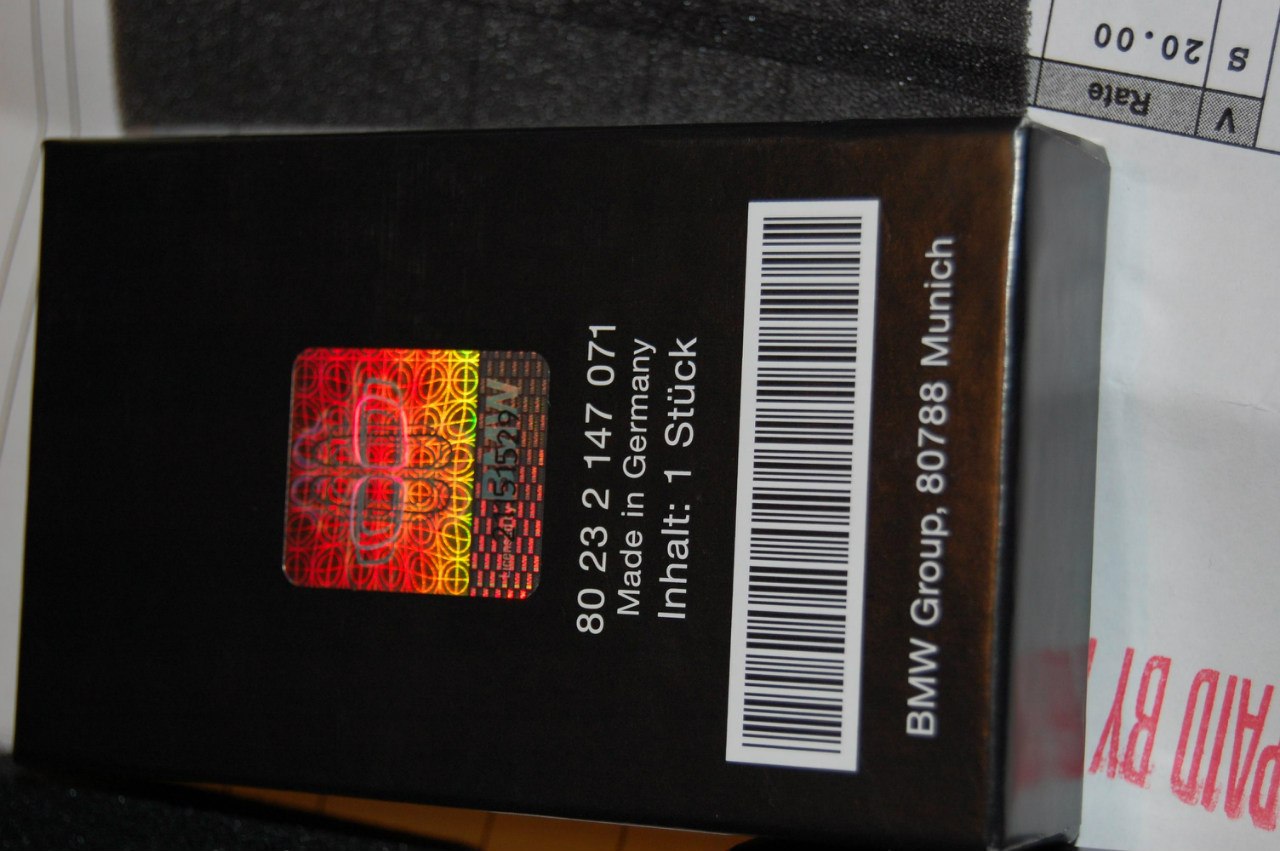 80 23 2 147 071
Made in Germany
Inhalt: 1 Stück
BMW Group, 80788 Munich
BMW
V Rate
S 20.00
PAID BY